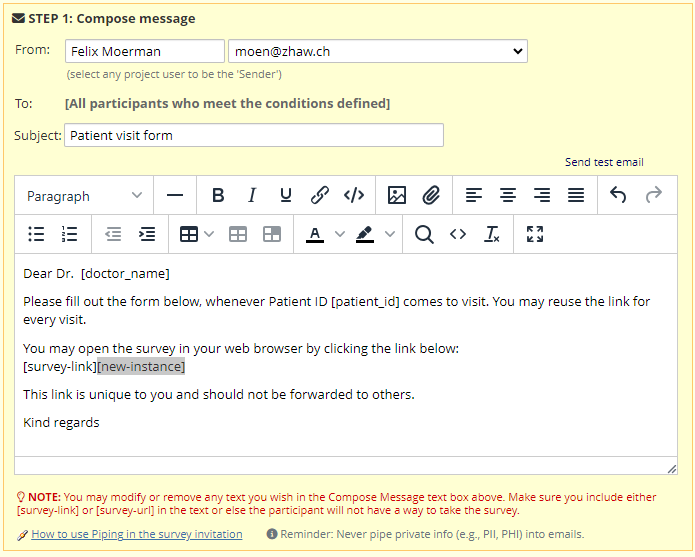 STEP 1: Compose message
From: Felix Moerman moen@zhaw.ch
(select any project user to be the 'Sender')
To: [All participants who meet the conditions defined]
Subject: Patient visit form
Send test email
Paragraph B I U A
Dear Dr.  [doctor_name]
Please fill out the form below, whenever Patient ID [patient_id] comes to visit. You may reuse the link for
every visit.
You may open the survey in your web browser by clicking the link below:
[survey-link][new-instance]
This link is unique to you and should not be forwarded to others.
Kind regards
NOTE: You may modify or remove any text you wish in the Compose Message text box above. Make sure you include either
[survey-link] or [survey-url] in the text or else the participant will not have a way to take the survey.
How to use Piping in the survey invitation Reminder: Never pipe private info (e.g., PII, PHI) into emails.